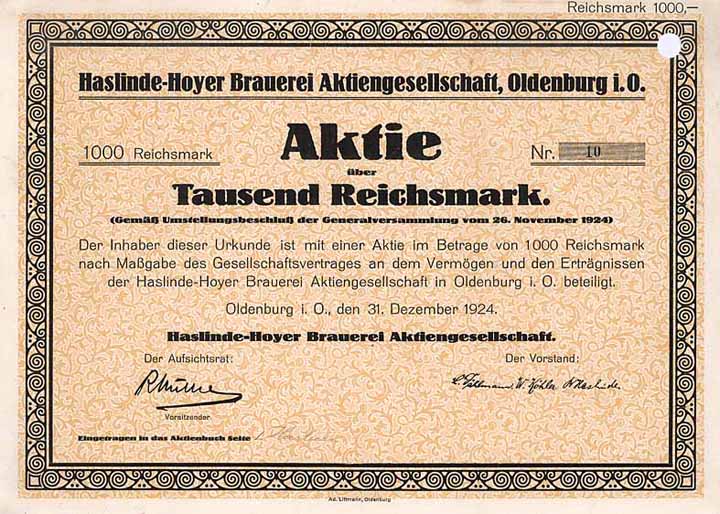 Reichsmark 1000,—
Haslinde-Hoyer Brauerei Aktiengesellschaft, Oldenburg i. O.
1000 Reichsmark
Aktie
Nr. 10
über
Tausend Reichsmark.
(Gemäß Umstellungsbeschluß der Generalversammlung vom 26. November 1924)
Der Inhaber dieser Urkunde ist mit einer Aktie im Betrage von 1000 Reichsmark
nach Maßgabe des Gesellschaftsvertrages an dem Vermögen und den Erträgnissen
der Haslinde-Hoyer Brauerei Aktiengesellschaft in Oldenburg i. O. beteiligt.
Oldenburg i. O., den 31. Dezember 1924.
Haslinde-Hoyer Brauerei Aktiengesellschaft.
Der Aufsichtsrat:
Der Vorstand:
W. Köhler
Vorsitzender
Eingetragen in das Aktienbuch Seite
Ad. Littmann, Oldenburg